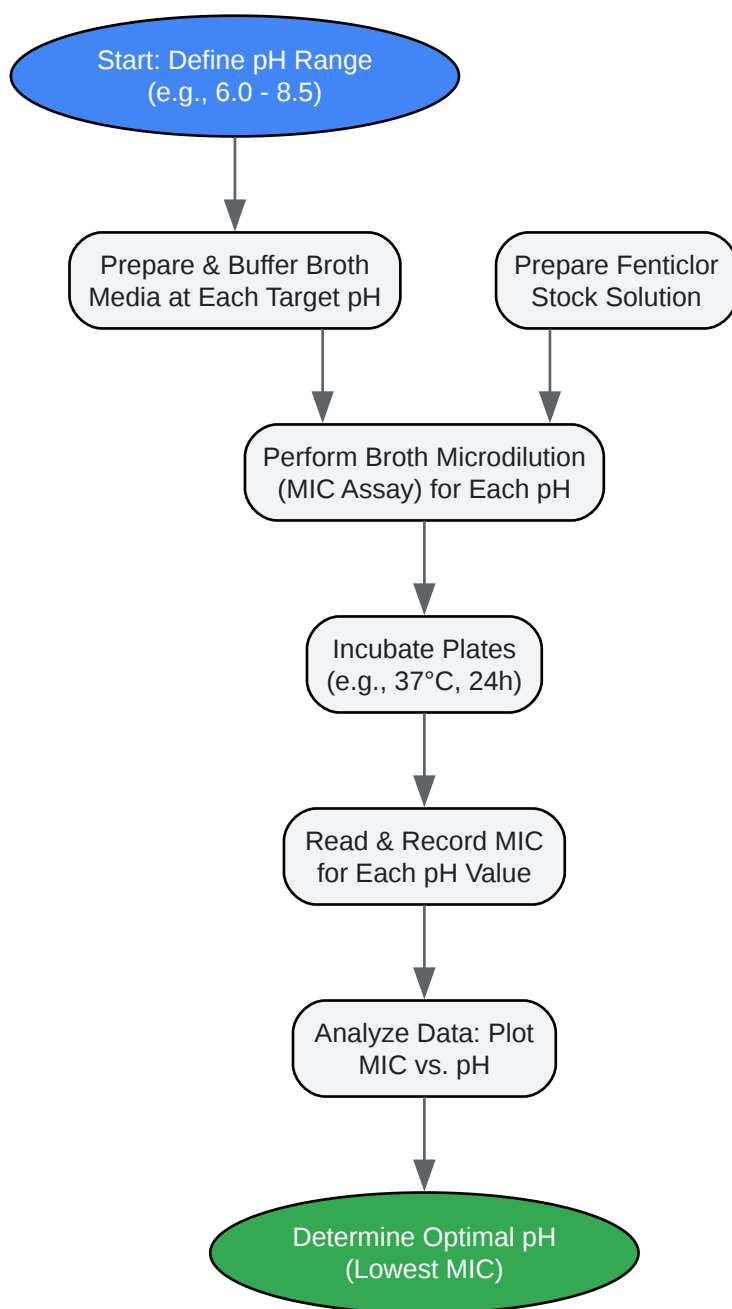 Start: Define pH Range
(e.g., 6.0 - 8.5)
Prepare & Buffer Broth
Media at Each Target pH
Prepare Fenticlor
Stock Solution
Perform Broth Microdilution
(MIC Assay) for Each pH
Incubate Plates
(e.g., 37°C, 24h)
Read & Record MIC
for Each pH Value
Analyze Data: Plot
MIC vs. pH
Determine Optimal pH
(Lowest MIC)